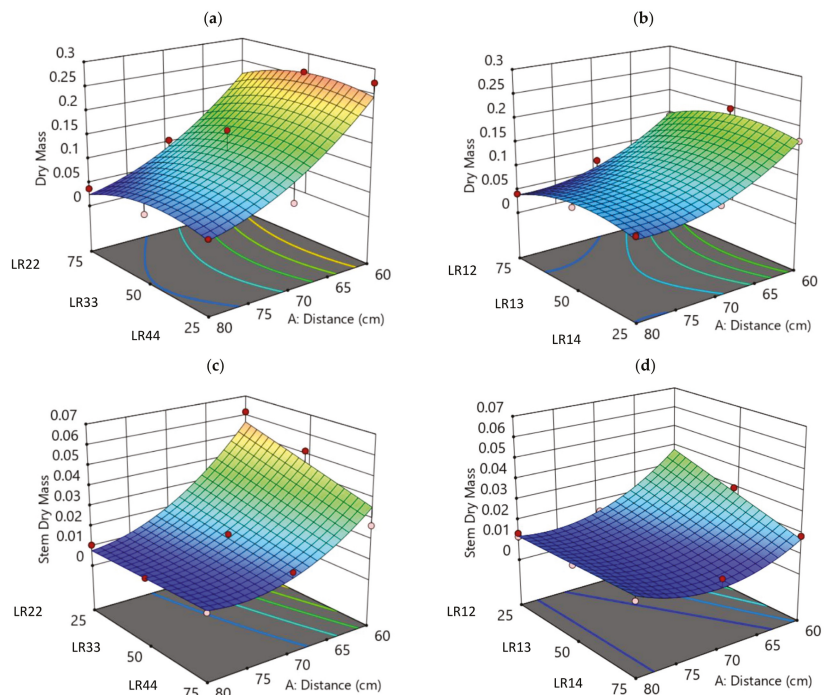 (a)
0.3
0.25
0.2
0.15
0.1
0.05
0
Dry Mass
LR22
LR33
LR44
75
50
25
80
75
70
65
60
A: Distance (cm)
(b)
0.3
0.25
0.2
0.15
0.1
0.05
0
Dry Mass
LR12
LR13
LR14
75
50
25
80
75
70
65
60
A: Distance (cm)
(c)
0.07
0.06
0.05
0.04
0.03
0.02
0.01
0
Stem Dry Mass
LR22
LR33
LR44
25
50
75
80
75
70
65
60
A: Distance (cm)
(d)
0.07
0.06
0.05
0.04
0.03
0.02
0.01
0
Stem Dry Mass
LR12
LR13
LR14
25
50
75
80
75
70
65
60
A: Distance (cm)